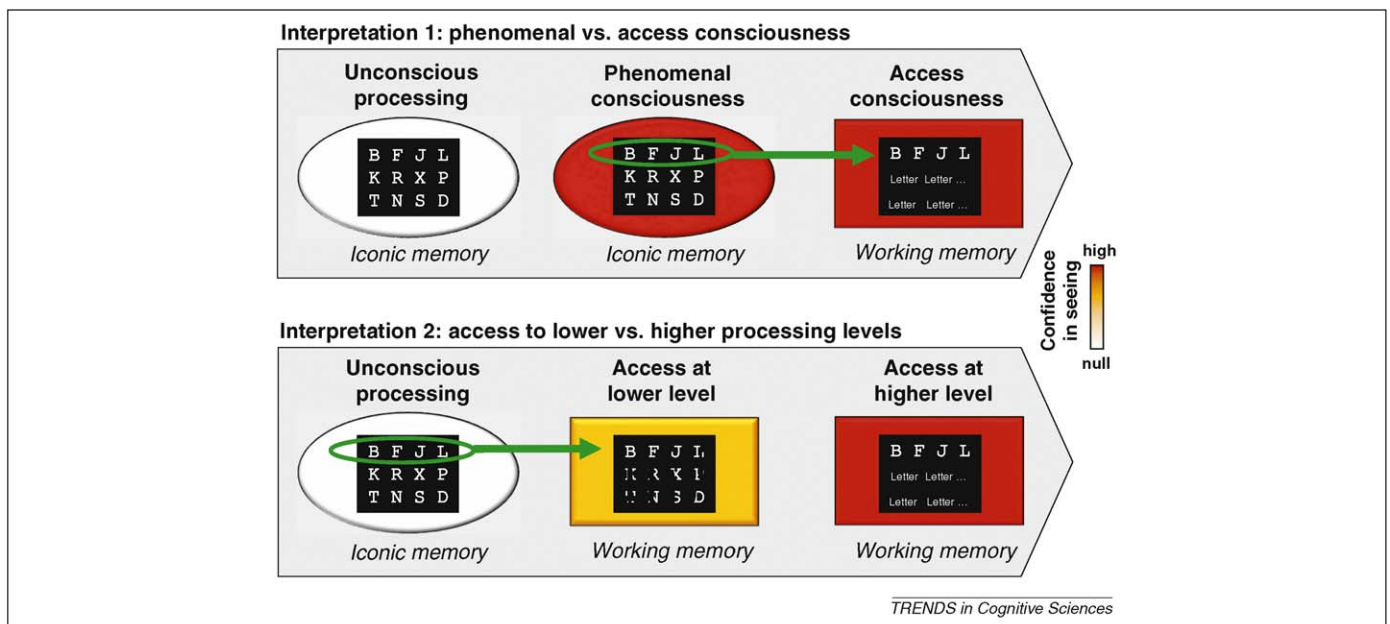 Interpretation 1: phenomenal vs. access consciousness
Unconscious
processing
B F J L
K R X P
T N S D
Iconic memory
Phenomenal
consciousness
B F J L
K R X P
T N S D
Iconic memory
Access
consciousness
B F J L
Letter Letter ...
Letter Letter ...
Working memory
Confidence
in seeing
high
null
Interpretation 2: access to lower vs. higher processing levels
Unconscious
processing
B F J L
K R X P
T N S D
Iconic memory
Access at
lower level
B F J L
K R X P
N S D
Working memory
Access at
higher level
B F J L
Letter Letter ...
Letter Letter ...
Working memory
TRENDS in Cognitive Sciences